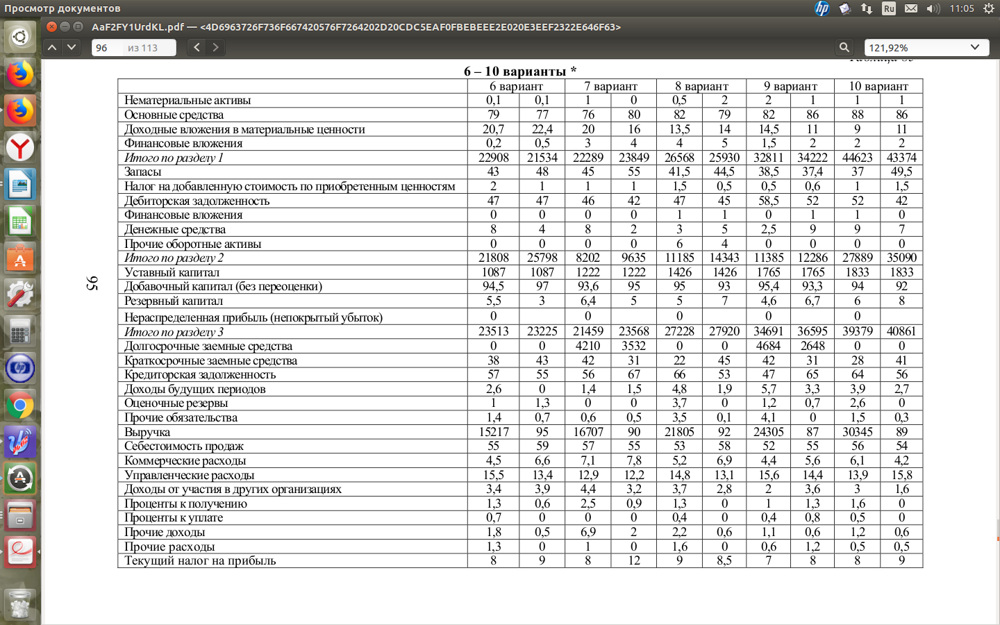 Просмотр документов
Ru
11:05
AaF2FY1UrdKL.pdf — <4D6963726F736F667420576F7264202D20CDC5EAF0FBEBEEE2E020E3EEF2322E646F63>
96 из 113
121,92%
6 – 10 варианты *
6 вариант 7 вариант 8 вариант 9 вариант 10 вариант
Нематериальные активы 0,1 0,1 1 0 0,5 2 2 1 1 1
Основные средства 79 77 76 80 82 79 82 86 88 86
Доходные вложения в материальные ценности 20,7 22,4 20 16 13,5 14 14,5 11 9 11
Финансовые вложения 0,2 0,5 3 4 4 5 1,5 2 2 2
Итого по разделу 1 22908 21534 22289 23849 26568 25930 32811 34222 44623 43374
Запасы 43 48 45 55 41,5 44,5 38,5 37,4 37 49,5
Налог на добавленную стоимость по приобретенным ценностям 2 1 1 1 1,5 0,5 0,5 0,6 1 1,5
Дебиторская задолженность 47 47 46 42 47 45 58,5 52 52 42
Финансовые вложения 0 0 0 0 1 1 0 1 1 0
Денежные средства 8 4 8 2 3 5 2,5 9 9 7
Прочие оборотные активы 0 0 0 0 6 4 0 0 0 0
Итого по разделу 2 21808 25798 8202 9635 11185 14343 11385 12286 27889 35090
Уставный капитал 1087 1087 1222 1222 1426 1426 1765 1765 1833 1833
Добавочный капитал (без переоценки) 94,5 97 93,6 95 95 93 95,4 93,3 94 92
Резервный капитал 5,5 3 6,4 5 5 7 4,6 6,7 6 8
Нераспределенная прибыль (непокрытый убыток) 0 0 0 0 0
Итого по разделу 3 23513 23225 21459 23568 27228 27920 34691 36595 39379 40861
Долгосрочные заемные средства 0 0 4210 3532 0 0 4684 2648 0 0
Краткосрочные заемные средства 38 43 42 31 22 45 42 31 28 41
Кредиторская задолженность 57 55 56 67 66 53 47 65 64 56
Доходы будущих периодов 2,6 0 1,4 1,5 4,8 1,9 5,7 3,3 3,9 2,7
Оценочные резервы 1 1,3 0 0 3,7 0 1,2 0,7 2,6 0
Прочие обязательства 1,4 0,7 0,6 0,5 3,5 0,1 4,1 0 1,5 0,3
Выручка 15217 95 16707 90 21805 92 24305 87 30345 89
Себестоимость продаж 55 59 57 55 53 58 52 55 56 54
Коммерческие расходы 4,5 6,6 7,1 7,8 5,2 6,9 4,4 5,6 6,1 4,2
Управленческие расходы 15,5 13,4 12,9 12,2 14,8 13,1 15,6 14,4 13,9 15,8
Доходы от участия в других организациях 3,4 3,9 4,4 3,2 3,7 2,8 2 3,6 3 1,6
Проценты к получению 1,3 0,6 2,5 0,9 1,3 0 1 1,3 1,6 0
Проценты к уплате 0,7 0 0 0 0,4 0 0,4 0,8 0,5 0
Прочие доходы 1,8 0,5 6,9 2 2,2 0,6 1,1 0,6 1,2 0,6
Прочие расходы 1,3 0 1 0 1,6 0 0,6 1,2 0,5 0,5
Текущий налог на прибыль 8 9 8 12 9 8,5 7 8 8 9
95